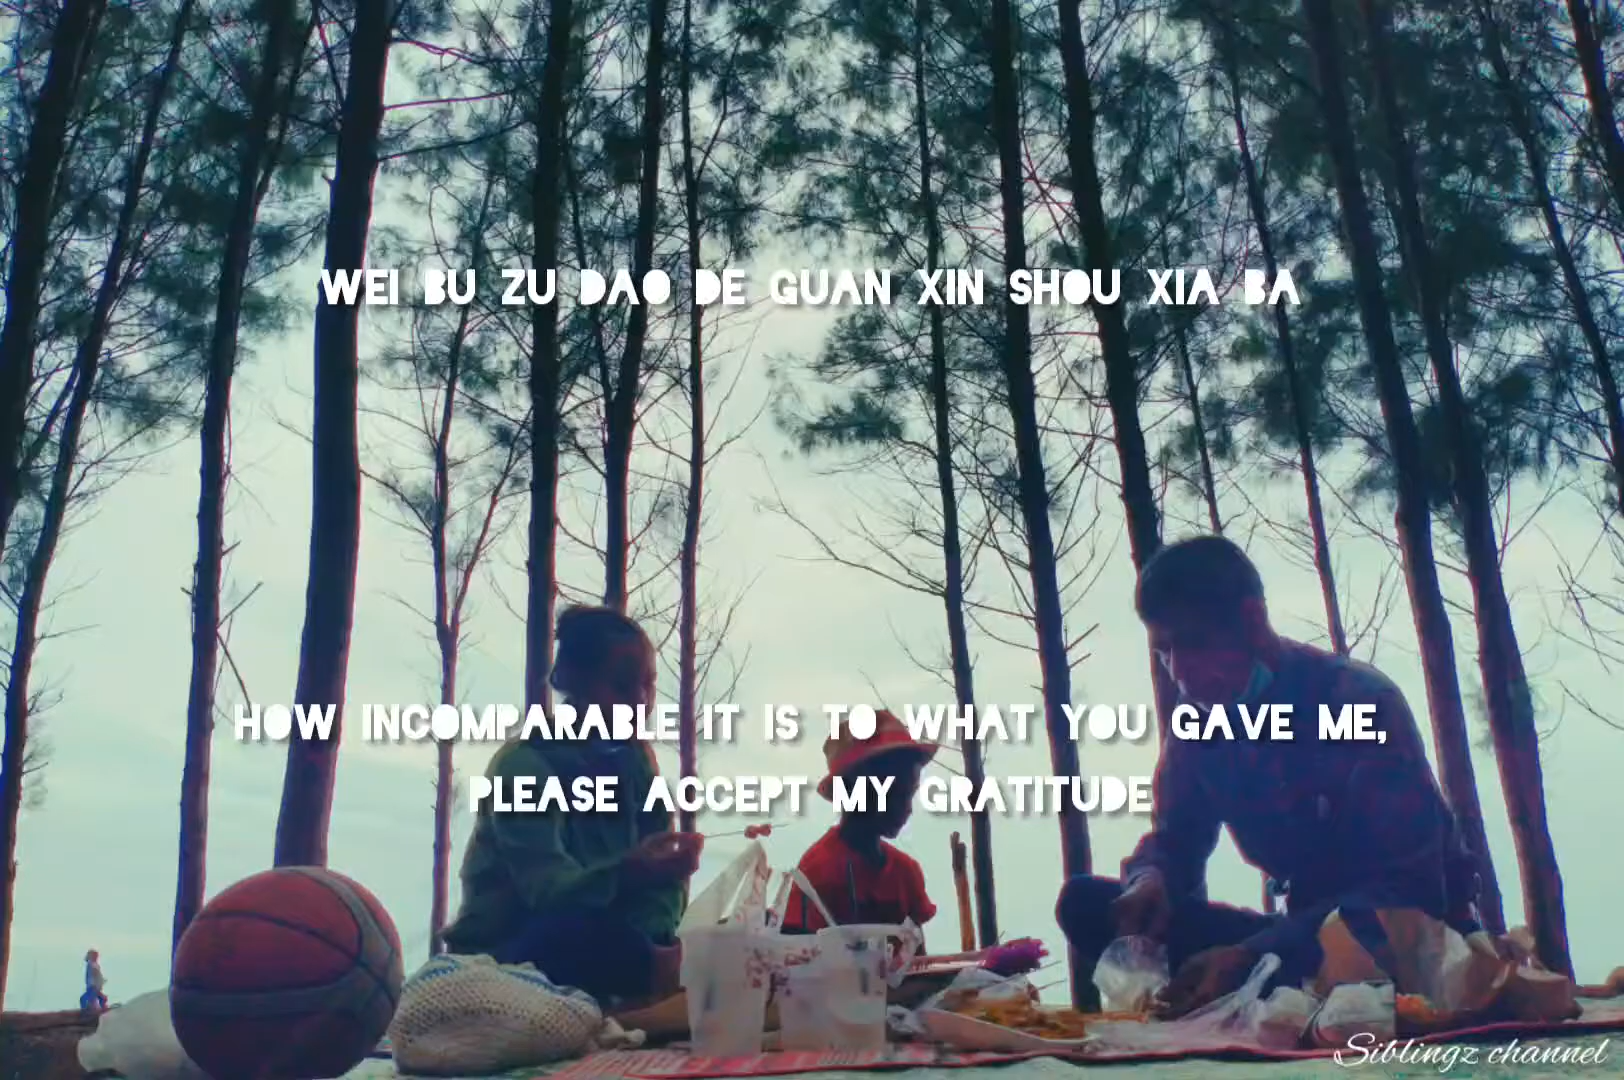 WEI BU ZU DAO DE GUAN XIN SHOU XIA BA
HOW INCOMPARABLE IT IS TO WHAT YOU GAVE ME,
PLEASE ACCEPT MY GRATITUDE
Siblingz channel